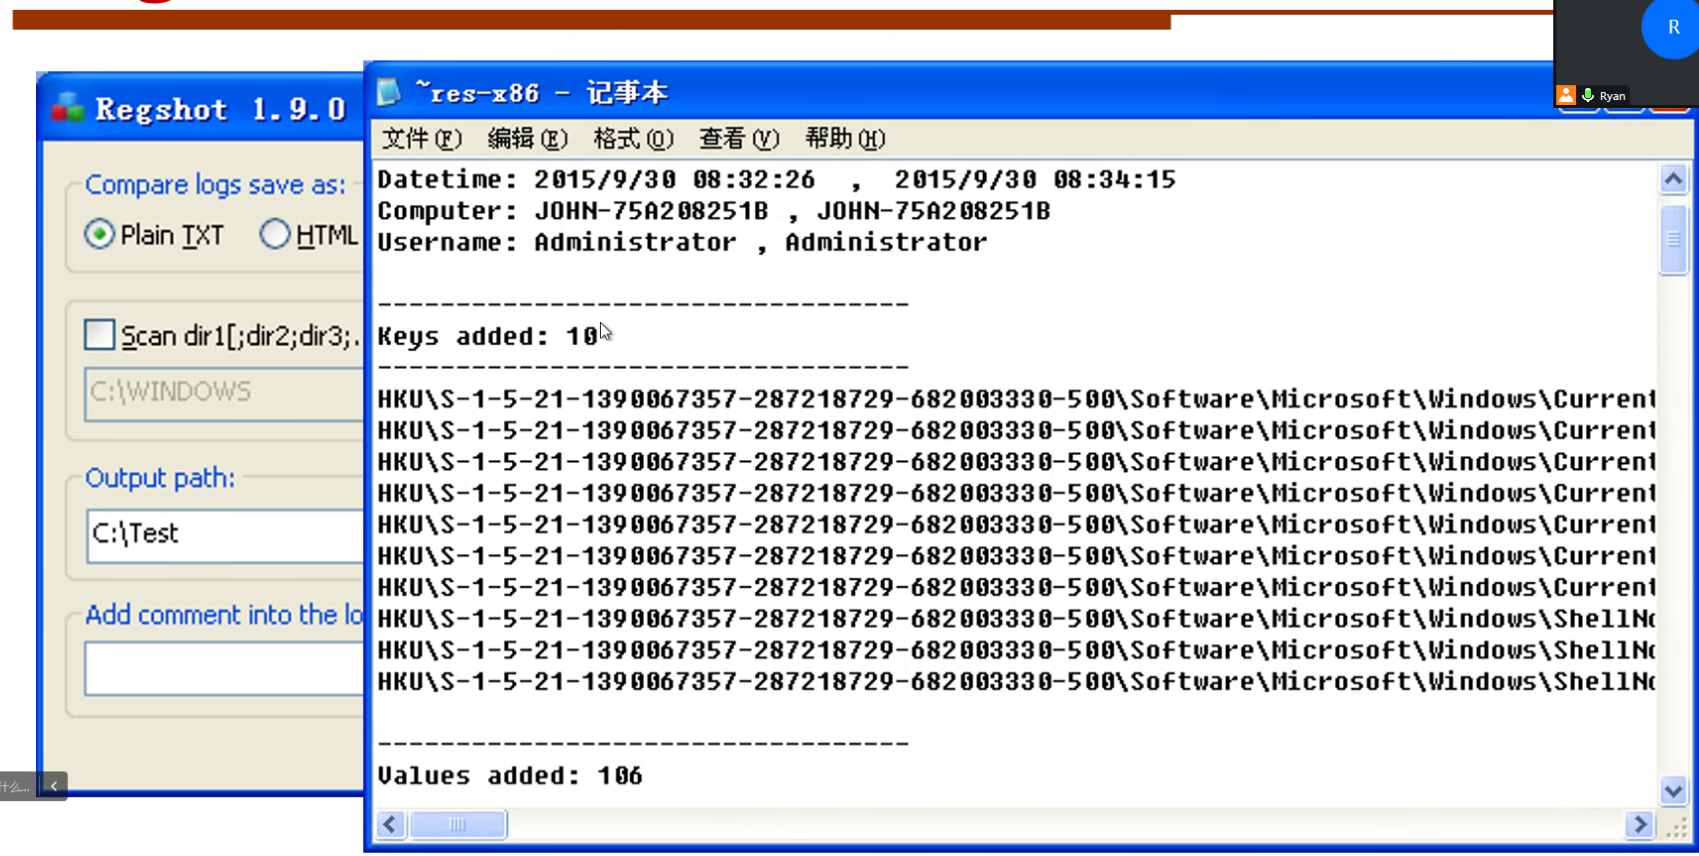 Regshot 1.9.0
Compare logs save as:
Plain TXT
HTML
Scan dir1[;dir2;dir3;.
C:\WINDOWS
Output path:
C:\Test
Add comment into the lo
~res-x86 - 记事本
文件(F) 编辑(E) 格式(O) 查看(V) 帮助(H)
Datetime: 2015/9/30 08:32:26 , 2015/9/30 08:34:15
Computer: JOHN-75A208251B , JOHN-75A208251B
Username: Administrator , Administrator
----------------------------------
Keys added: 10
----------------------------------
HKU\S-1-5-21-1390067357-287218729-682003330-500\Software\Microsoft\Windows\Current
HKU\S-1-5-21-1390067357-287218729-682003330-500\Software\Microsoft\Windows\Current
HKU\S-1-5-21-1390067357-287218729-682003330-500\Software\Microsoft\Windows\Current
HKU\S-1-5-21-1390067357-287218729-682003330-500\Software\Microsoft\Windows\Current
HKU\S-1-5-21-1390067357-287218729-682003330-500\Software\Microsoft\Windows\Current
HKU\S-1-5-21-1390067357-287218729-682003330-500\Software\Microsoft\Windows\Current
HKU\S-1-5-21-1390067357-287218729-682003330-500\Software\Microsoft\Windows\Current
HKU\S-1-5-21-1390067357-287218729-682003330-500\Software\Microsoft\Windows\ShellNo
HKU\S-1-5-21-1390067357-287218729-682003330-500\Software\Microsoft\Windows\ShellNo
HKU\S-1-5-21-1390067357-287218729-682003330-500\Software\Microsoft\Windows\ShellNo
----------------------------------
Values added: 106
R
Ryan
什么...